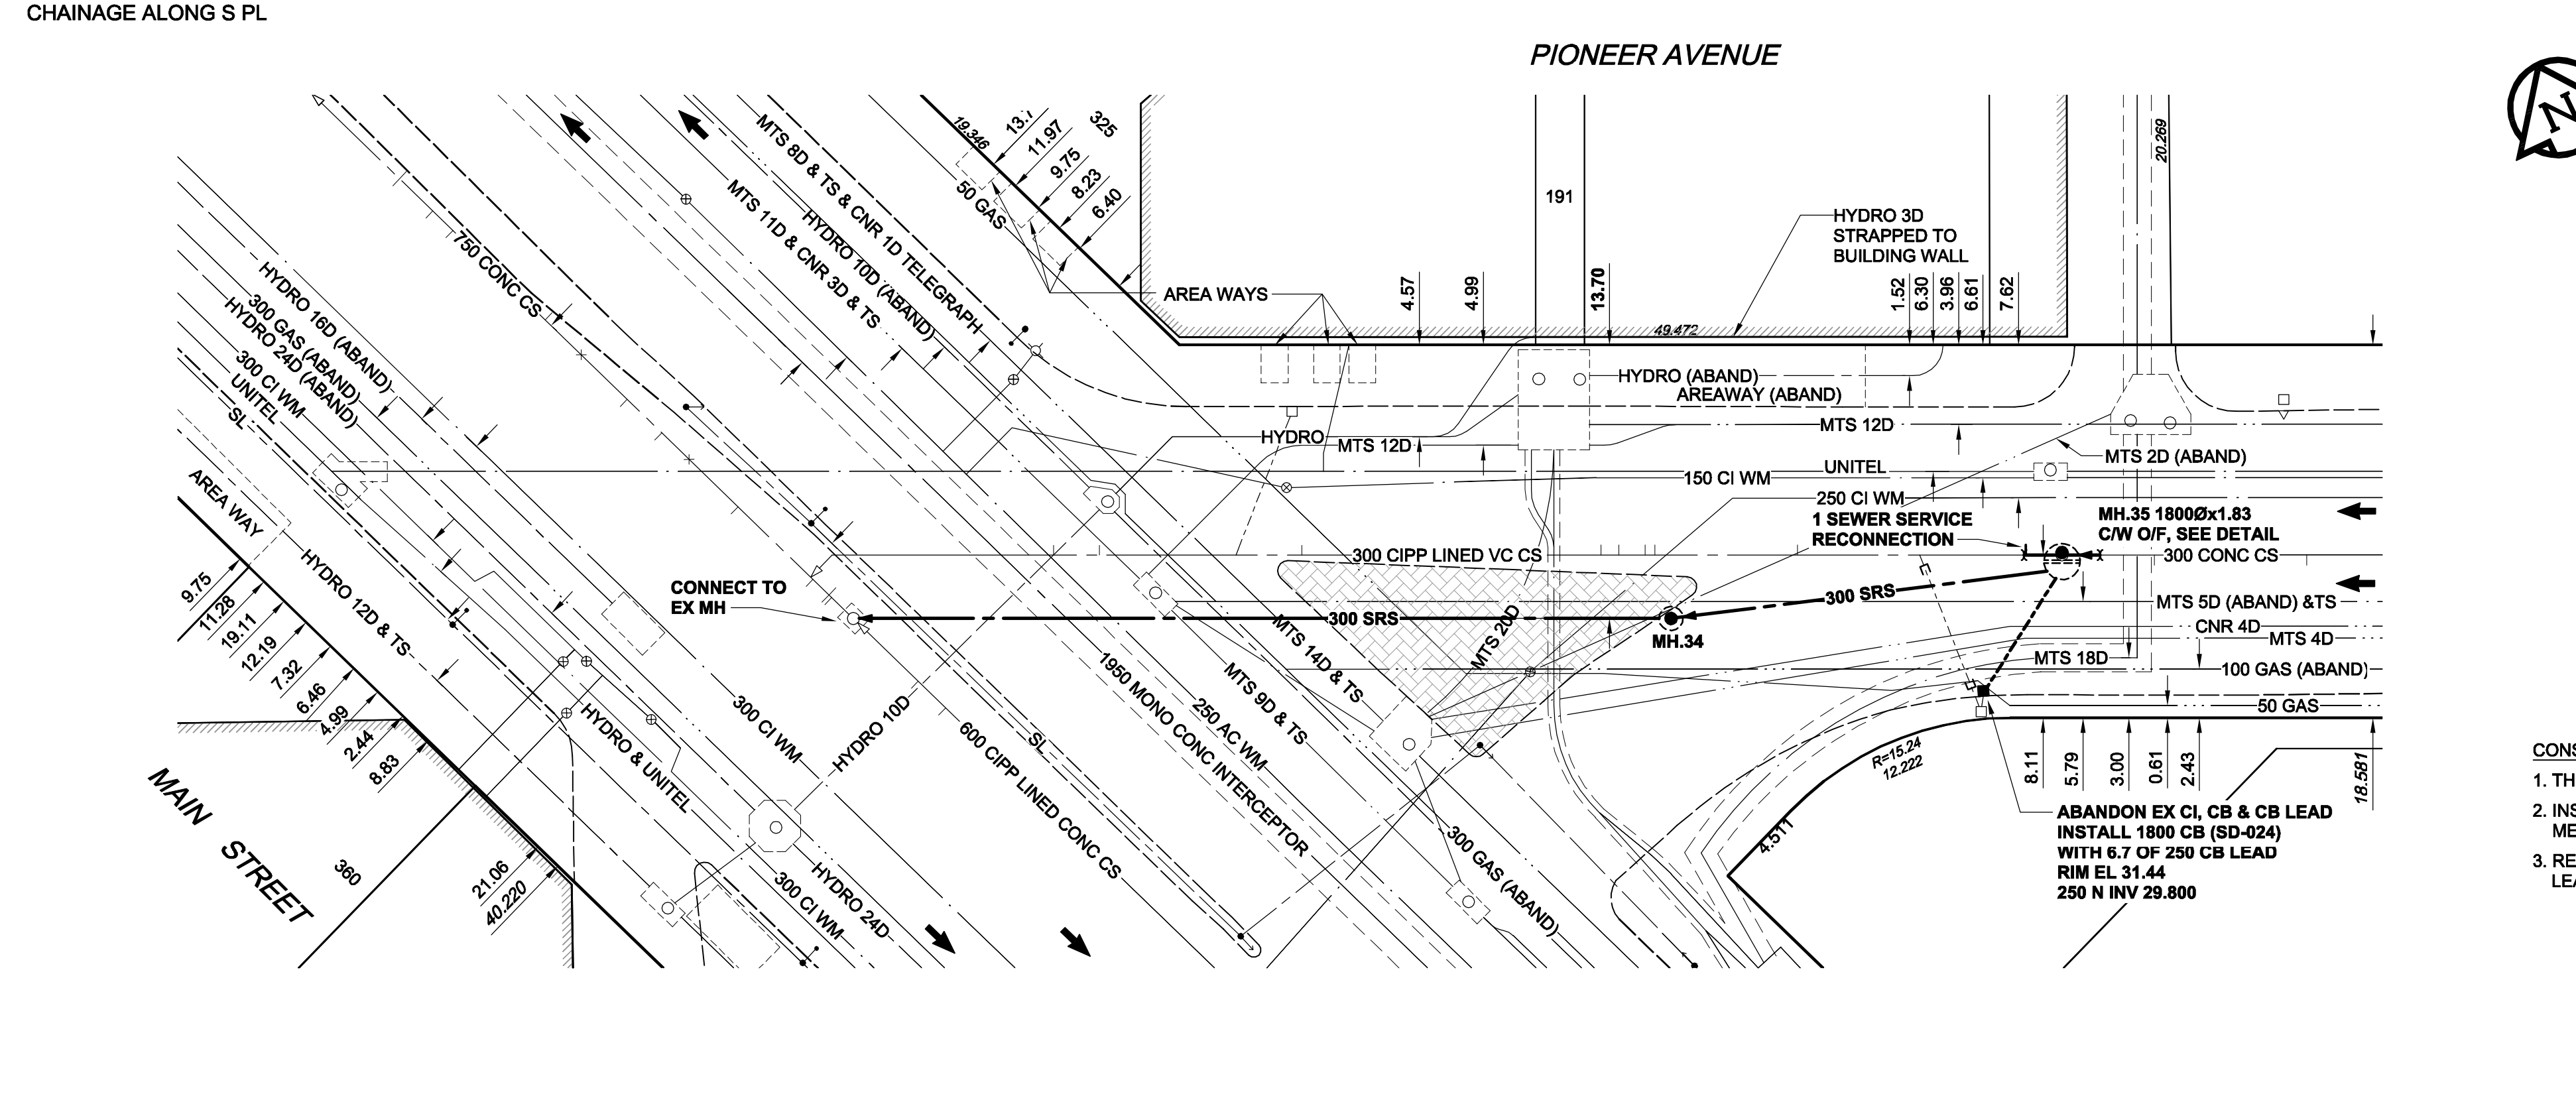 CHAINAGE ALONG S PL
PIONEER AVENUE
N
19.346
325
11.97
9.75
8.23
6.40
50 GAS
MTS 8D & TS & CNR 1D TELEGRAPH
HYDRO 10D (ABAND)
MTS 11D & CNR 3D & TS
750 CONC CS
191
20.269
HYDRO 3D
STRAPPED TO
BUILDING WALL
AREA WAYS
4.57
4.99
13.70
1.52
6.30
3.96
6.61
7.62
49.472
HYDRO 16D (ABAND)
300 GAS (ABAND)
HYDRO 24D (ABAND)
300 CI WM
UNITEL
SL
HYDRO (ABAND)
AREAWAY (ABAND)
MTS 12D
HYDRO
MTS 12D
MTS 2D (ABAND)
UNITEL
150 CI WM
250 CI WM
1 SEWER SERVICE
RECONNECTION
MH.35 1800Øx1.83
C/W O/F, SEE DETAIL
300 CIPP LINED VC CS
300 CONC CS
AREA WAY
HYDRO 12D & TS
CONNECT TO
EX MH
300 SRS
300 SRS
MH.34
MTS 5D (ABAND) &TS
CNR 4D
MTS 4D
MTS 18D
100 GAS (ABAND)
50 GAS
MTS 20D
MTS 14D & TS
MTS 9D & TS
250 AC WM
1950 MONO CONC INTERCEPTOR
SL
600 CIPP LINED CONC CS
HYDRO 10D
300 CI WM
HYDRO & UNITEL
9.75
11.28
19.11
12.19
7.32
6.46
4.99
2.44
8.83
21.06
40.220
360
MAIN STREET
HYDRO 24D
300 CI WM
300 GAS (ABAND)
R=15.24
12.222
4.511
8.11
5.79
3.00
0.61
2.43
18.581
ABANDON EX CI, CB & CB LEAD
INSTALL 1800 CB (SD-024)
WITH 6.7 OF 250 CB LEAD
RIM EL 31.44
250 N INV 29.800
1. TH
2. INS
3. RE